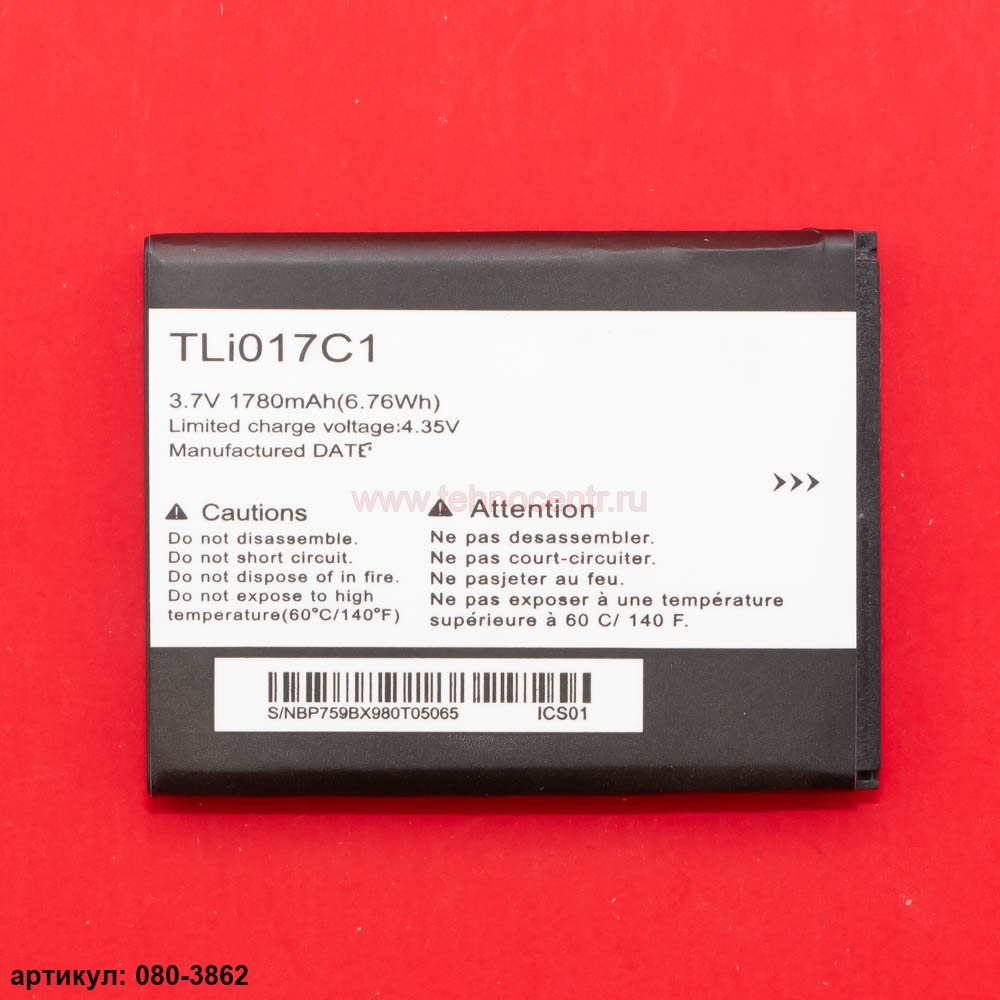 TLi017C1
3.7V 1780mAh(6.76Wh)
Limited charge voltage:4.35V
Manufactured DATE:
www.tehnocentr.ru
Cautions
Do not disassemble.
Do not short circuit.
Do not dispose of in fire.
Do not expose to high
temperature(60°C/140°F)
Attention
Ne pas desassembler.
Ne pas court-circuiter.
Ne pasjeter au feu.
Ne pas exposer à une température
supérieure à 60 C/ 140 F.
S/NBP759BX980T05065 ICS01
артикул: 080-3862